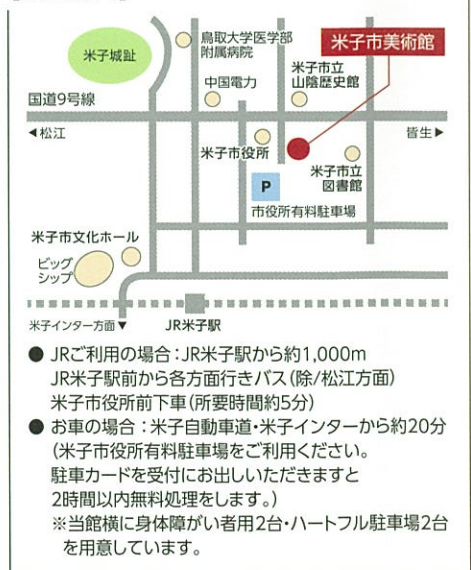 鳥取大学医学部
附属病院
米子市美術館
米子城趾
米子市立
山陰歴史館
中国電力
国道9号線
◀松江
皆生▶
米子市役所
米子市立
図書館
P
市役所有料駐車場
米子市文化ホール
ビッグ
シップ
米子インター方面▼
JR米子駅
● JRご利用の場合：JR米子駅から約1,000m
JR米子駅前から各方面行きバス(除/松江方面)
米子市役所前下車(所要時間約5分)
● お車の場合：米子自動車道・米子インターから約20分
(米子市役所有料駐車場をご利用ください。
駐車カードを受付にお出しいただきますと
2時間以内無料処理をします。)
※当館横に身体障がい者用2台・ハートフル駐車場2台
を用意しています。